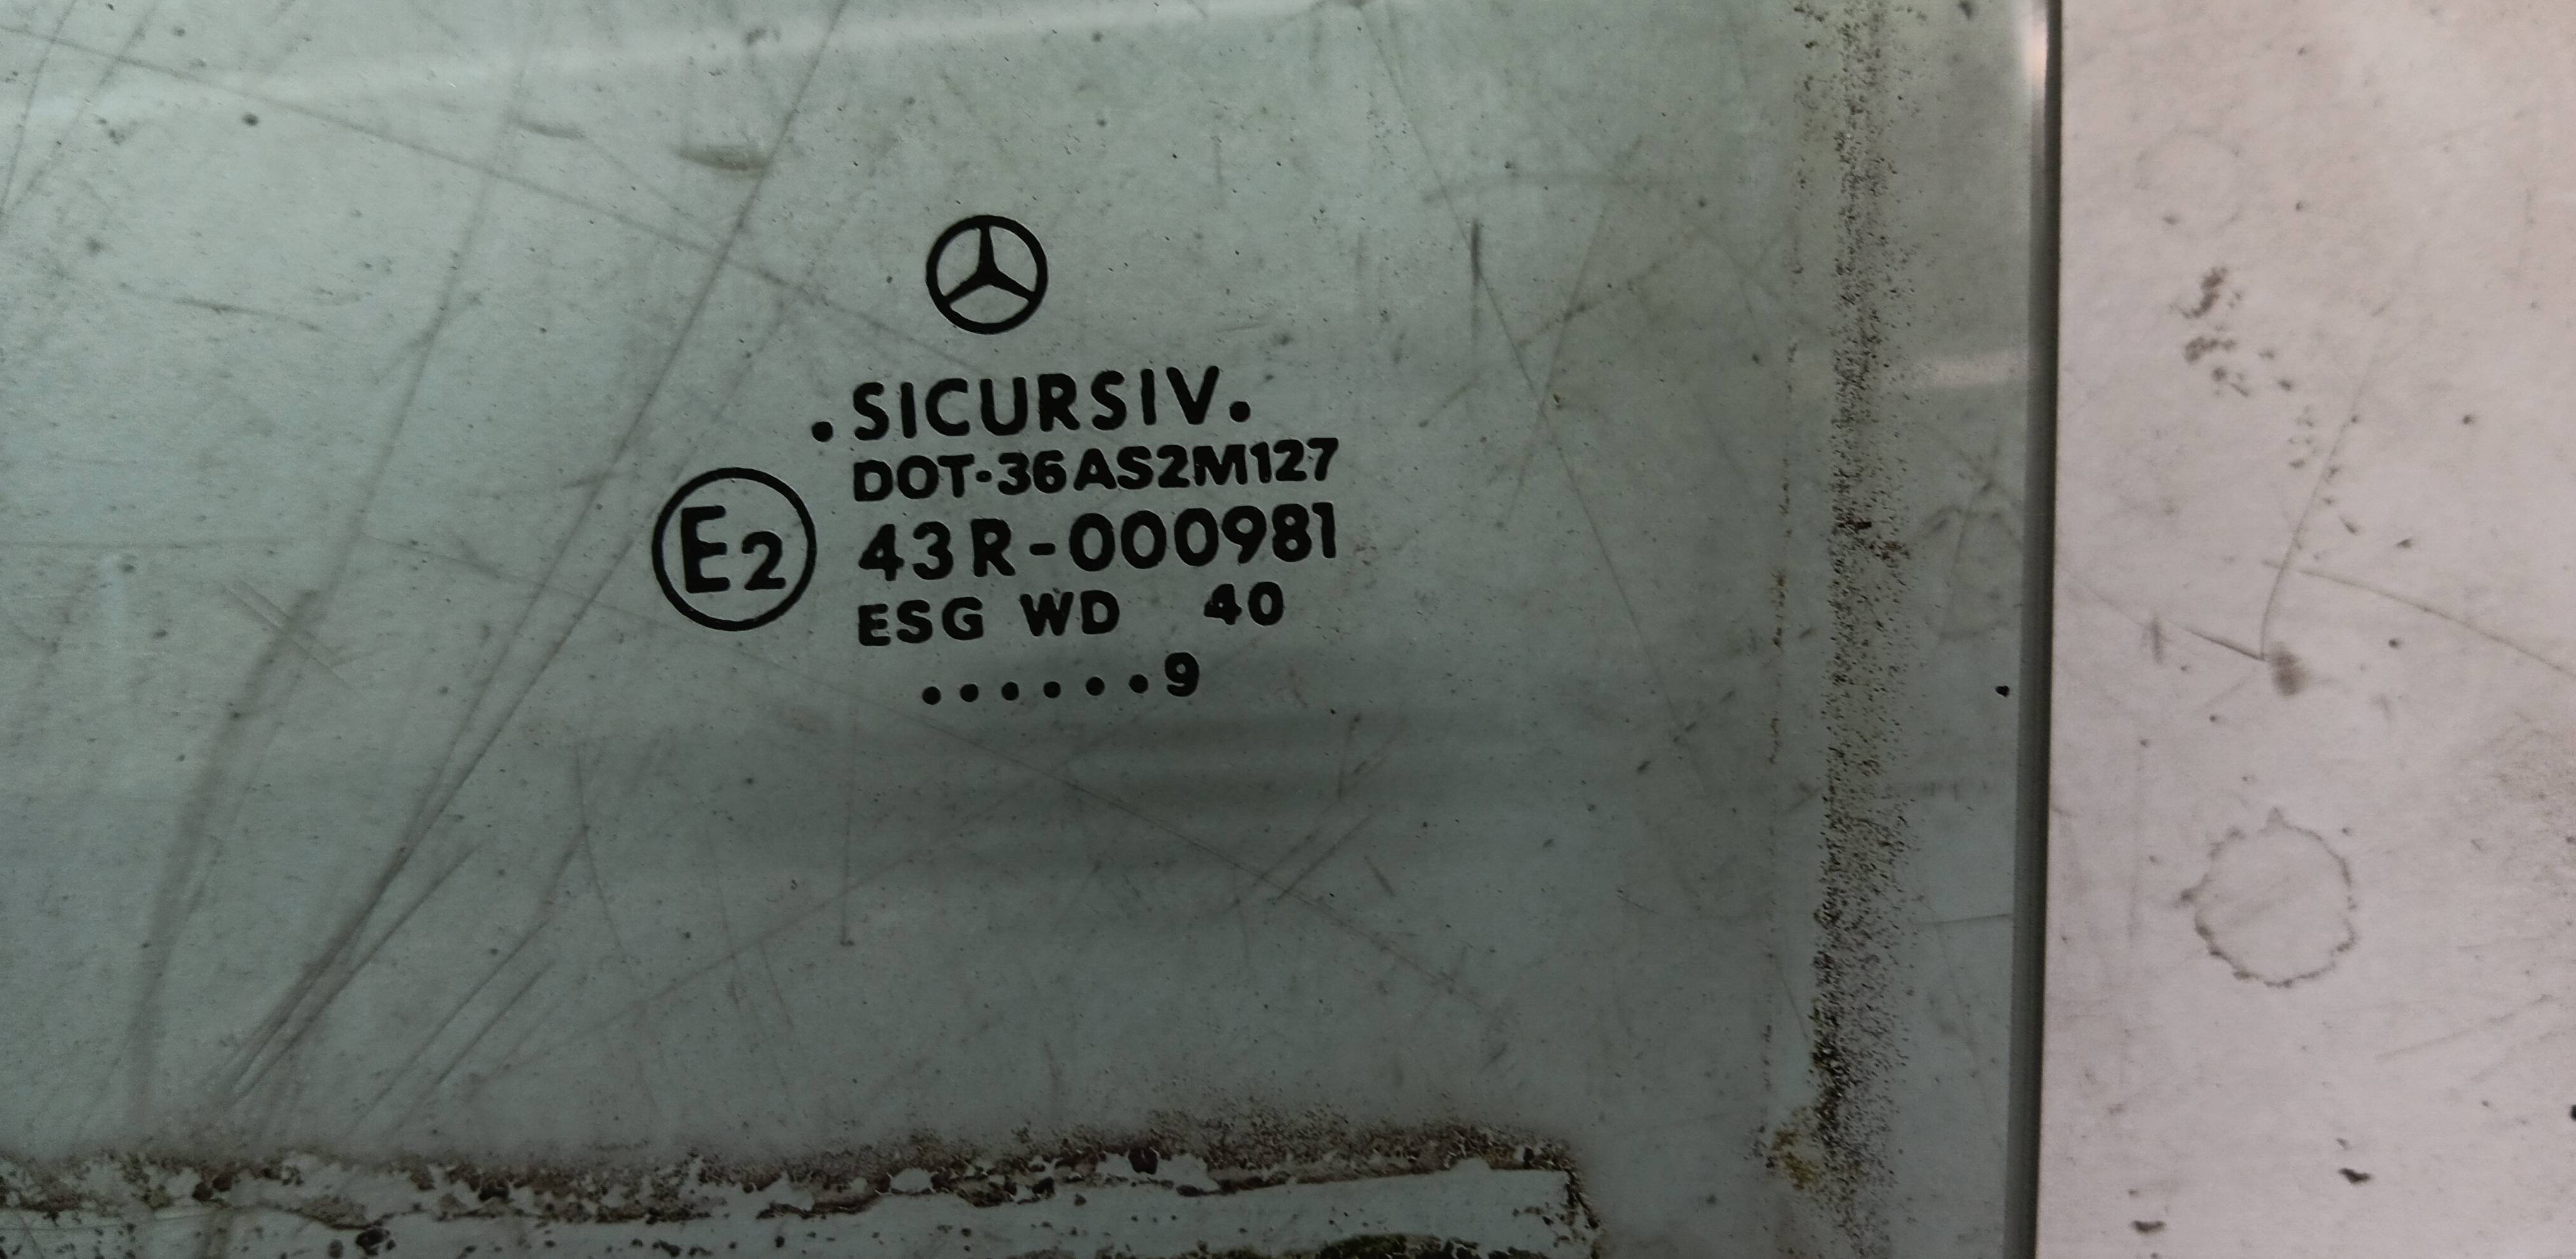 .SICURSIV.
DOT-36AS2M127
E2
43R-000981
ESG WD 40
......9